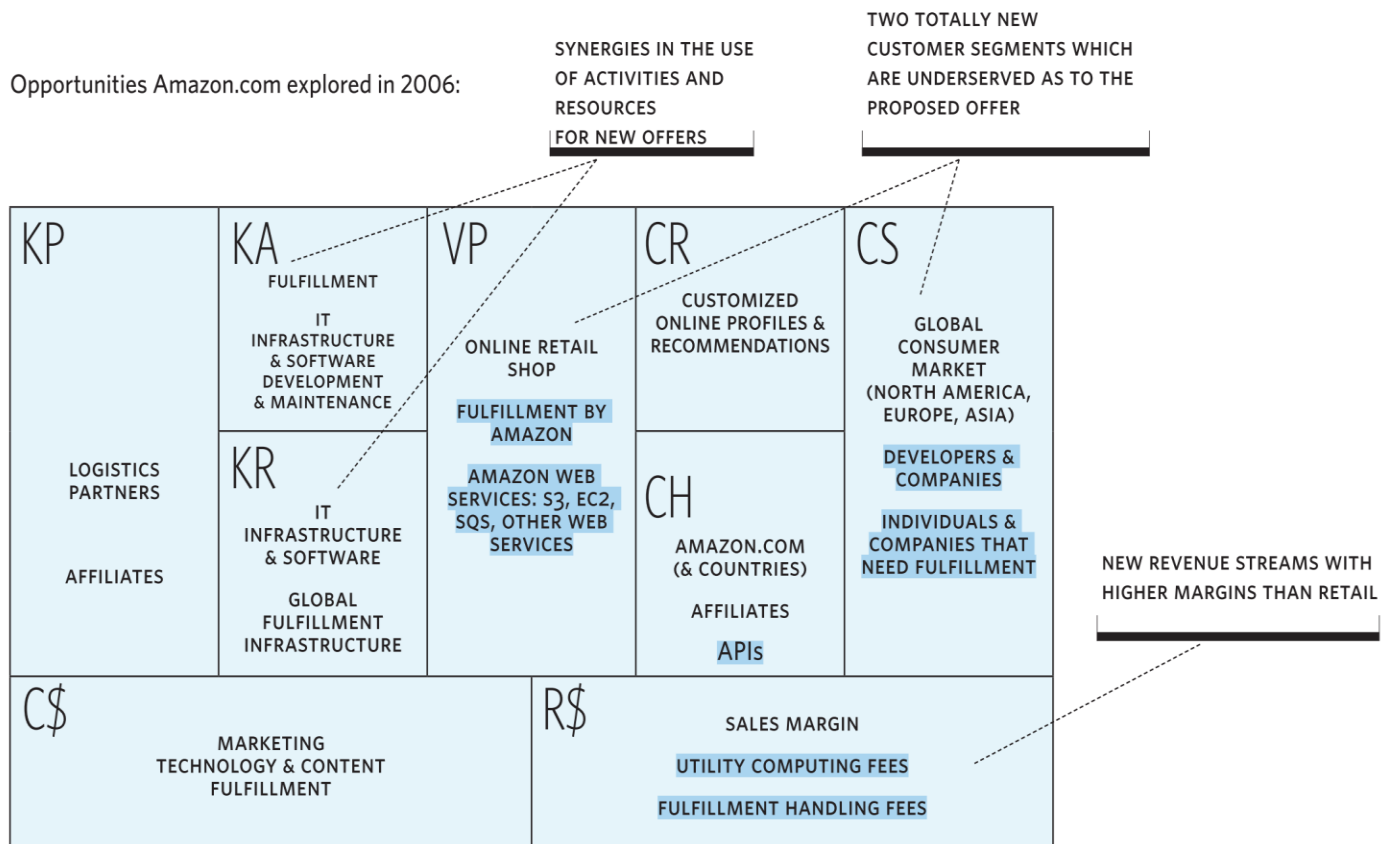 Opportunities Amazon.com explored in 2006:
SYNERGIES IN THE USE
OF ACTIVITIES AND
RESOURCES
FOR NEW OFFERS
TWO TOTALLY NEW
CUSTOMER SEGMENTS WHICH
ARE UNDERSERVED AS TO THE
PROPOSED OFFER
KP
LOGISTICS
PARTNERS
AFFILIATES
KA
FULFILLMENT
IT
INFRASTRUCTURE
& SOFTWARE
DEVELOPMENT
& MAINTENANCE
KR
IT
INFRASTRUCTURE
& SOFTWARE
GLOBAL
FULFILLMENT
INFRASTRUCTURE
VP
ONLINE RETAIL
SHOP
FULFILLMENT BY
AMAZON
AMAZON WEB
SERVICES: S3, EC2,
SQS, OTHER WEB
SERVICES
CR
CUSTOMIZED
ONLINE PROFILES &
RECOMMENDATIONS
CH
AMAZON.COM
(& COUNTRIES)
AFFILIATES
APIs
CS
GLOBAL
CONSUMER
MARKET
(NORTH AMERICA,
EUROPE, ASIA)
DEVELOPERS &
COMPANIES
INDIVIDUALS &
COMPANIES THAT
NEED FULFILLMENT
NEW REVENUE STREAMS WITH
HIGHER MARGINS THAN RETAIL
C$
MARKETING
TECHNOLOGY & CONTENT
FULFILLMENT
R$
SALES MARGIN
UTILITY COMPUTING FEES
FULFILLMENT HANDLING FEES